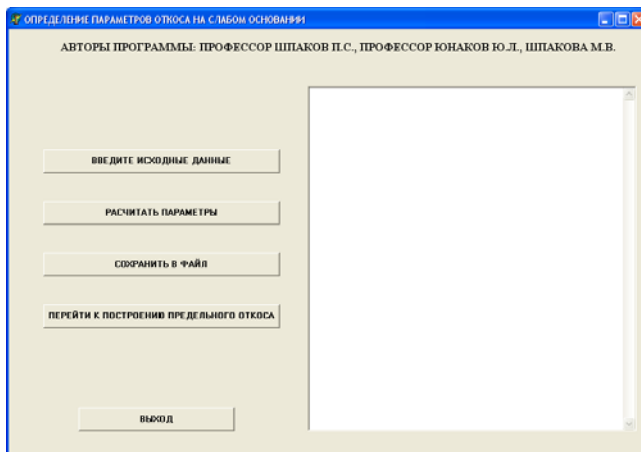 ОПРЕДЕЛЕНИЕ ПАРАМЕТРОВ ОТКОСА НА СЛАБОМ ОСНОВАНИИ
АВТОРЫ ПРОГРАММЫ: ПРОФЕССОР ШПАКОВ П.С., ПРОФЕССОР ЮНАКОВ Ю.Л., ШПАКОВА М.В.
ВВЕДИТЕ ИСХОДНЫЕ ДАННЫЕ
РАСЧИТАТЬ ПАРАМЕТРЫ
СОХРАНИТЬ В ФАЙЛ
ПЕРЕЙТИ К ПОСТРОЕНИЮ ПРЕДЕЛЬНОГО ОТКОСА
ВЫХОД